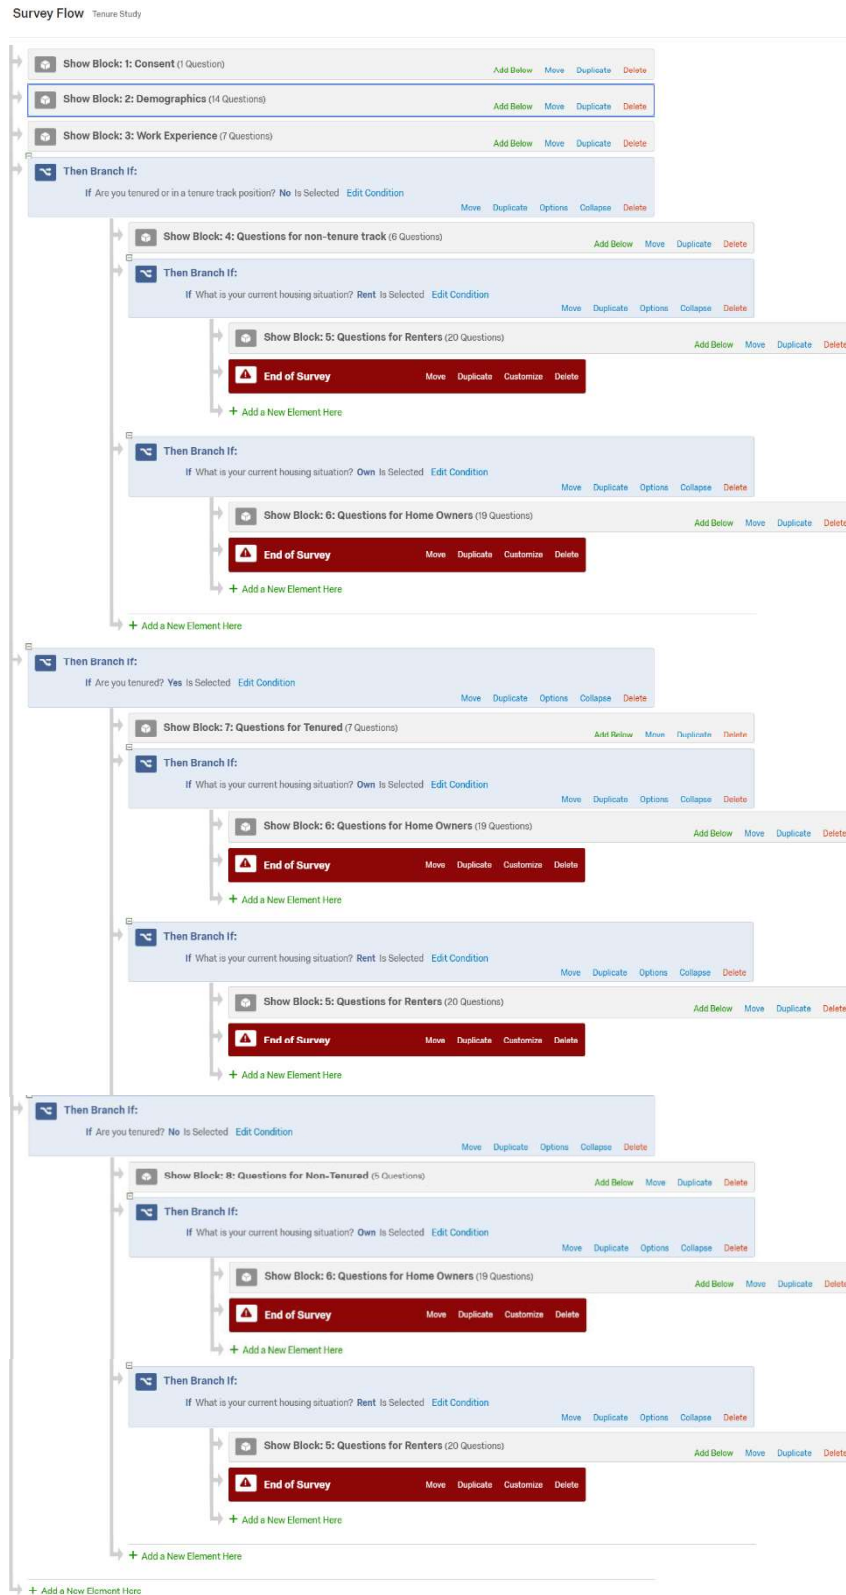 Survey Flow Tenure Study
Show Block: 1: Consent (1 Question)
Add Below Move Duplicate Delete
Show Block: 2: Demographics (14 Questions)
Add Below Move Duplicate Delete
Show Block: 3: Work Experience (7 Questions)
Add Below Move Duplicate Delete
Then Branch If:
If Are you tenured or in a tenure track position? No Is Selected Edit Condition
Move Duplicate Options Collapse Delete
Show Block: 4: Questions for non-tenure track (6 Questions)
Add Below Move Duplicate Delete
Then Branch If:
If What is your current housing situation? Rent Is Selected Edit Condition
Move Duplicate Options Collapse Delete
Show Block: 5: Questions for Renters (20 Questions)
Add Below Move Duplicate Delete
End of Survey Move Duplicate Customize Delete
+ Add a New Element Here
Then Branch If:
If What is your current housing situation? Own Is Selected Edit Condition
Move Duplicate Options Collapse Delete
Show Block: 6: Questions for Home Owners (19 Questions)
Add Below Move Duplicate Delete
End of Survey Move Duplicate Customize Delete
+ Add a New Element Here
+ Add a New Element Here
Then Branch If:
If Are you tenured? Yes Is Selected Edit Condition
Move Duplicate Options Collapse Delete
Show Block: 7: Questions for Tenured (7 Questions)
Add Below Move Duplicate Delete
Then Branch If:
If What is your current housing situation? Own Is Selected Edit Condition
Move Duplicate Options Collapse Delete
Show Block: 6: Questions for Home Owners (19 Questions)
Add Below Move Duplicate Delete
End of Survey Move Duplicate Customize Delete
+ Add a New Element Here
Then Branch If:
If What is your current housing situation? Rent Is Selected Edit Condition
Move Duplicate Options Collapse Delete
Show Block: 5: Questions for Renters (20 Questions)
Add Below Move Duplicate Delete
End of Survey Move Duplicate Customize Delete
+ Add a New Element Here
Then Branch If:
If Are you tenured? No Is Selected Edit Condition
Move Duplicate Options Collapse Delete
Show Block: 8: Questions for Non-Tenured (5 Questions)
Add Below Move Duplicate Delete
Then Branch If:
If What is your current housing situation? Own Is Selected Edit Condition
Move Duplicate Options Collapse Delete
Show Block: 6: Questions for Home Owners (19 Questions)
Add Below Move Duplicate Delete
End of Survey Move Duplicate Customize Delete
+ Add a New Element Here
Then Branch If:
If What is your current housing situation? Rent Is Selected Edit Condition
Move Duplicate Options Collapse Delete
Show Block: 5: Questions for Renters (20 Questions)
Add Below Move Duplicate Delete
End of Survey Move Duplicate Customize Delete
+ Add a New Element Here
+ Add a New Element Here
+ Add a New Element Here